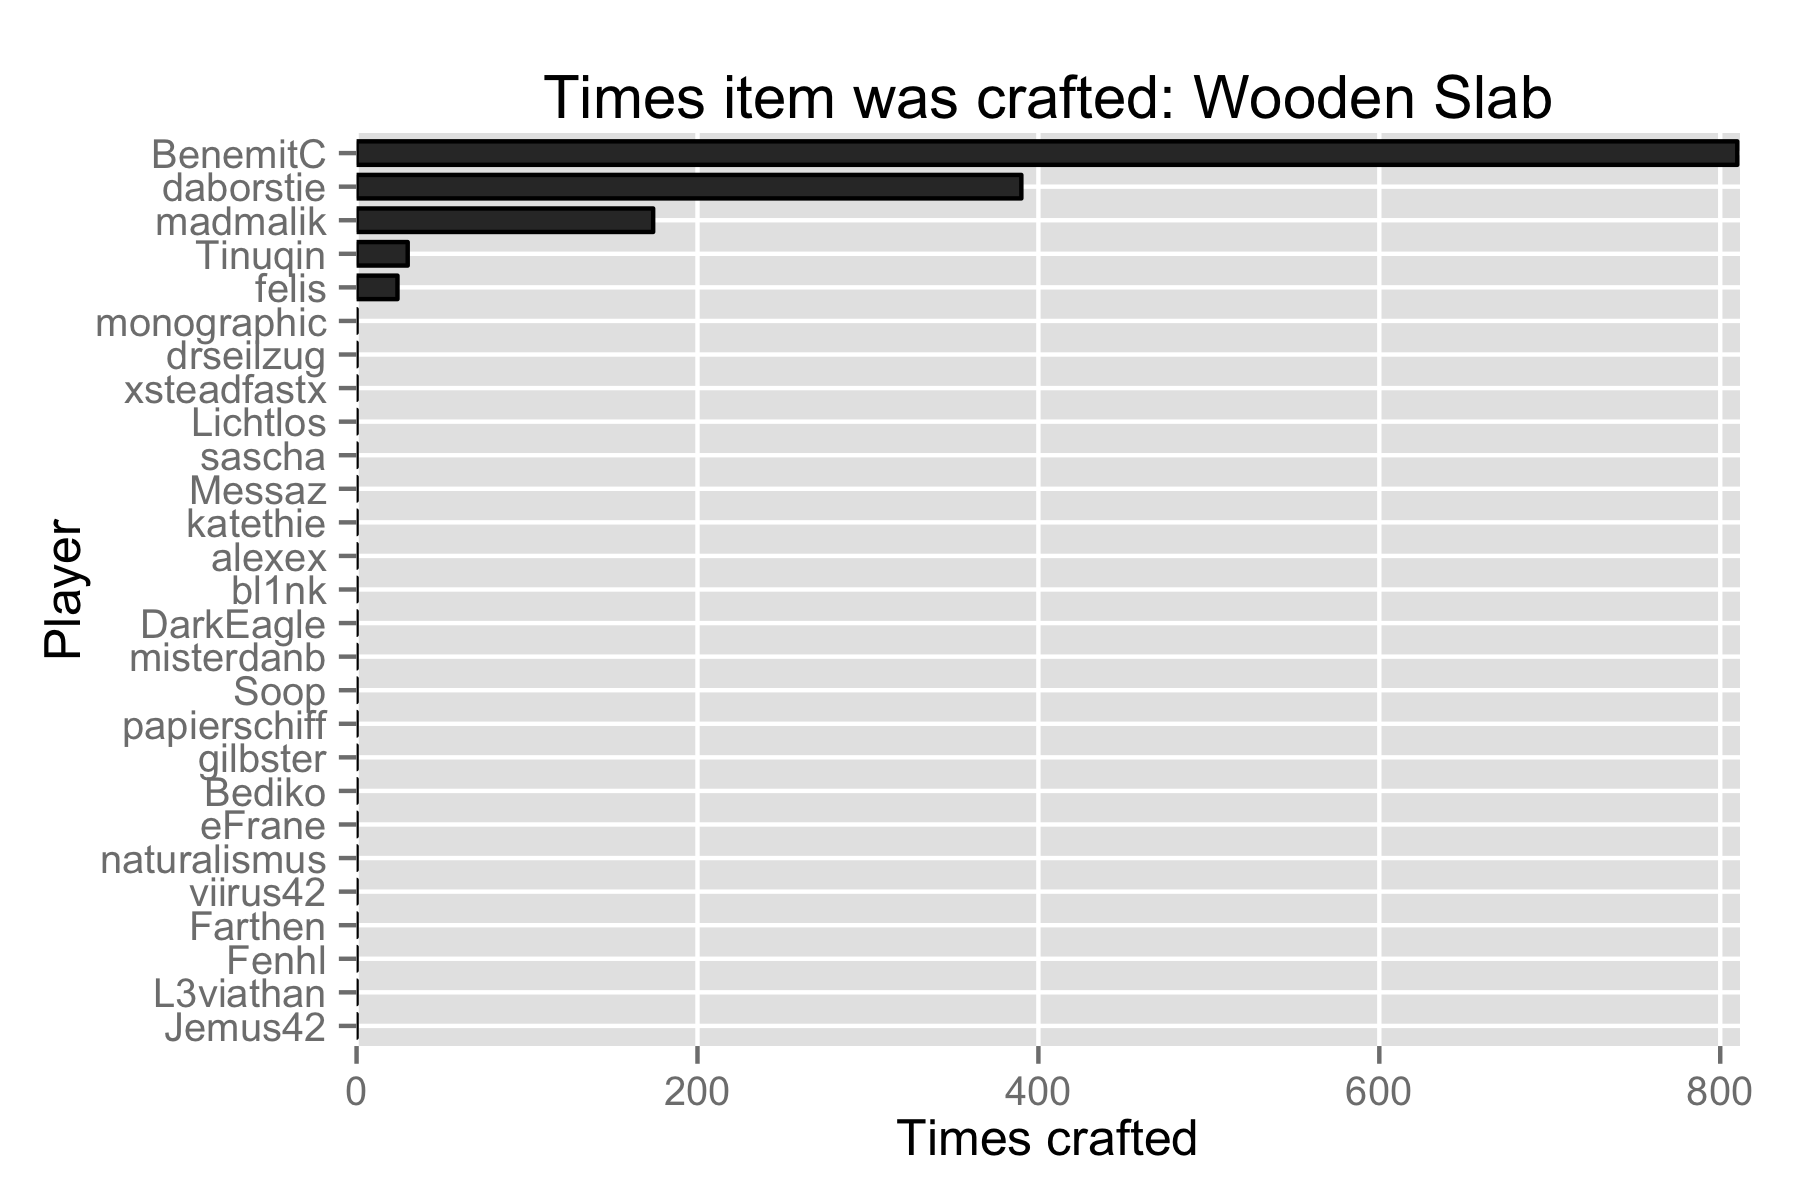 Times item was crafted: Wooden Slab
BenemitC
daborstie
madmalik
Tinuqin
felis
monographic
drseilzug
xsteadfastx
Lichtlos
sascha
Messaz
katethie
alexex
bl1nk
DarkEagle
misterdanb
Soop
papierschiff
gilbster
Bediko
eFrane
naturalismus
viirus42
Farthen
Fenhl
L3viathan
Jemus42
Player
0 200 400 600 800
Times crafted